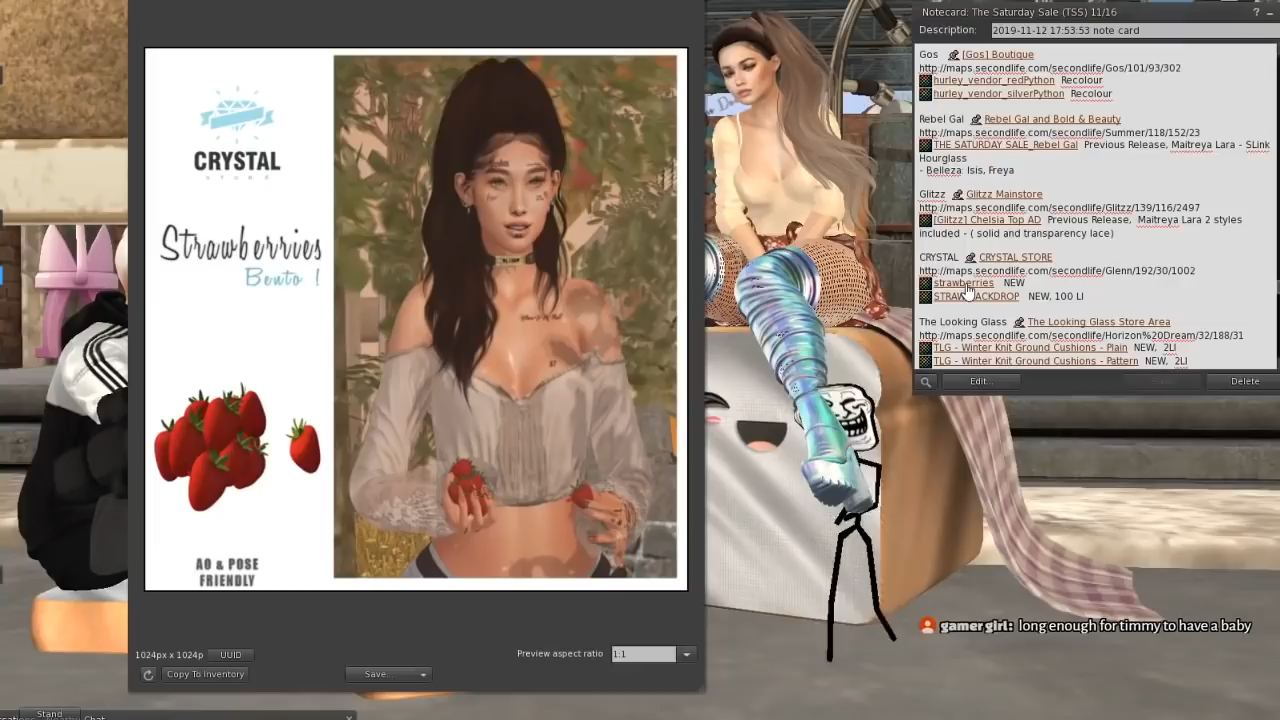 CRYSTAL
STORE
Strawberries
Bento !
AO & POSE
FRIENDLY
1024px x 1024p
UUID
Preview aspect ratio
1:1
Copy To Inventory
Save...
Stand
Chat
Notecard: The Saturday Sale (TSS) 11/16
? _
Description:
2019-11-12 17:53:53 note card
Gos [Gos] Boutique
http://maps.secondlife.com/secondlife/Gos/101/93/302
hurley_vendor_redPython Recolour
hurley_vendor_silverPython Recolour
Rebel Gal Rebel Gal and Bold & Beauty
http://maps.secondlife.com/secondlife/Summer/118/152/23
THE SATURDAY SALE_Rebel Gal Previous Release, Maitreya Lara - SLink
Hourglass
- Belleza: Isis, Freya
Glitzz Glitzz Mainstore
http://maps.secondlife.com/secondlife/Glitzz/139/116/2497
[Glitzz] Chelsia Top AD Previous Release, Maitreya Lara 2 styles
included - ( solid and transparency lace)
CRYSTAL CRYSTAL STORE
http://maps.secondlife.com/secondlife/Glenn/192/30/1002
strawberries NEW
NEW, 100 LI
The Looking Glass The Looking Glass Store Area
http://maps.secondlife.com/secondlife/Horizon%20Dream/32/188/31
TLG - Winter Knit Ground Cushions - Plain NEW, 2LI
TLG - Winter Knit Ground Cushions - Pattern NEW, 2LI
Edit...
Delete
gamer girl: long enough for timmy to have a baby